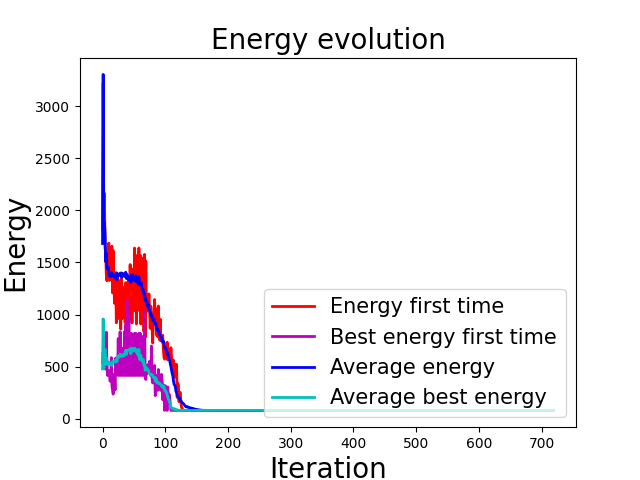 Energy evolution
Energy
3000
2500
2000
1500
1000
500
0
Energy first time
Best energy first time
Average energy
Average best energy
0 100 200 300 400 500 600 700
Iteration